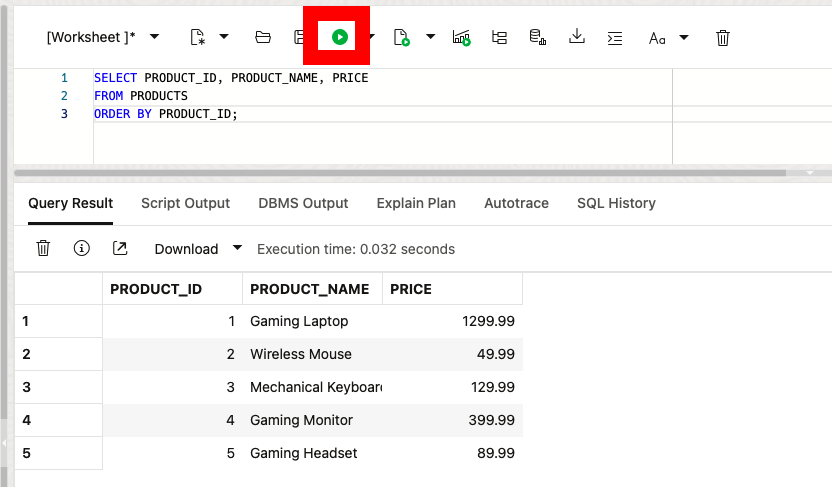 [Worksheet ]*
Aa
1 SELECT PRODUCT_ID, PRODUCT_NAME, PRICE
2 FROM PRODUCTS
3 ORDER BY PRODUCT_ID;
Query Result Script Output DBMS Output Explain Plan Autotrace SQL History
Download Execution time: 0.032 seconds
PRODUCT_ID PRODUCT_NAME PRICE
1 1 Gaming Laptop 1299.99
2 2 Wireless Mouse 49.99
3 3 Mechanical Keyboar 129.99
4 4 Gaming Monitor 399.99
5 5 Gaming Headset 89.99